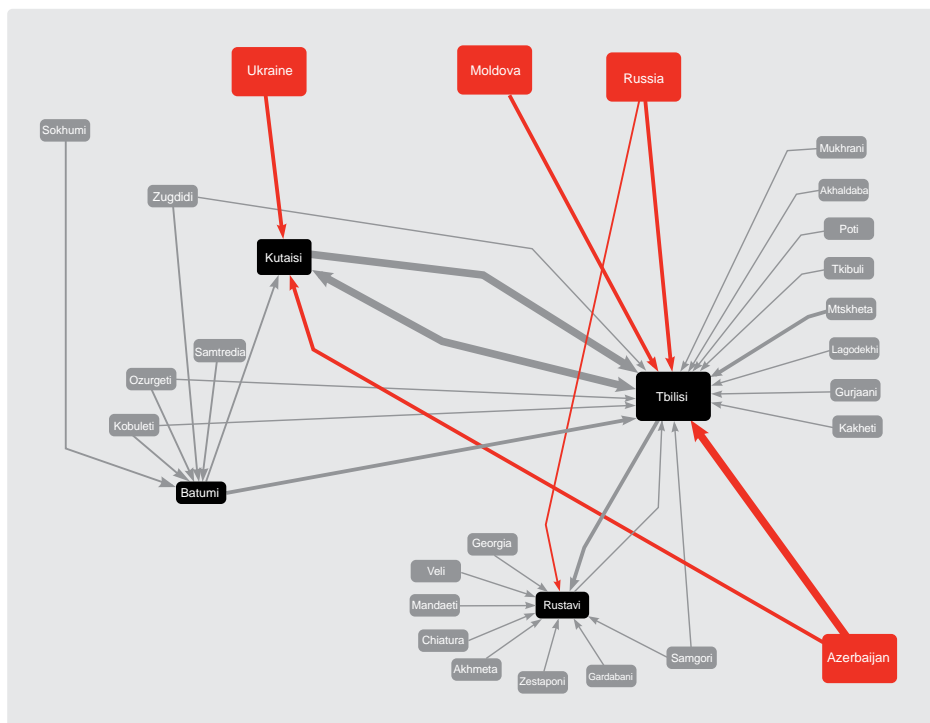 Ukraine
Moldova
Russia
Sokhumi
Mukhrani
Zugdidi
Akhaldaba
Poti
Kutaisi
Tkibuli
Mtskheta
Samtredia
Lagodekhi
Ozurgeti
Tbilisi
Gurjaani
Kobuleti
Kakheti
Batumi
Georgia
Veli
Mandaeti
Rustavi
Chiatura
Samgori
Azerbaijan
Akhmeta
Zestaponi
Gardabani